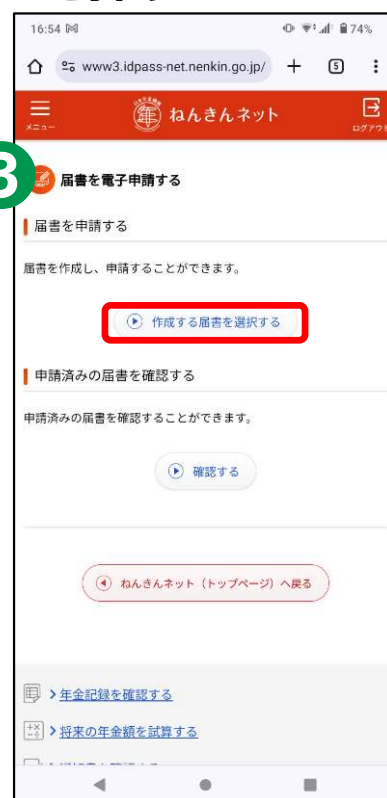 16:54
74%
www3.idpass-net.nenkin.go.jp/
5
メニュー
ねんきんネット
ログアウト
3
届書を電子申請する
届書を申請する
届書を作成し、申請することができます。
作成する届書を選択する
申請済みの届書を確認する
申請済みの届書を確認することができます。
確認する
ねんきんネット（トップページ）へ戻る
年金記録を確認する
将来の年金額を試算する